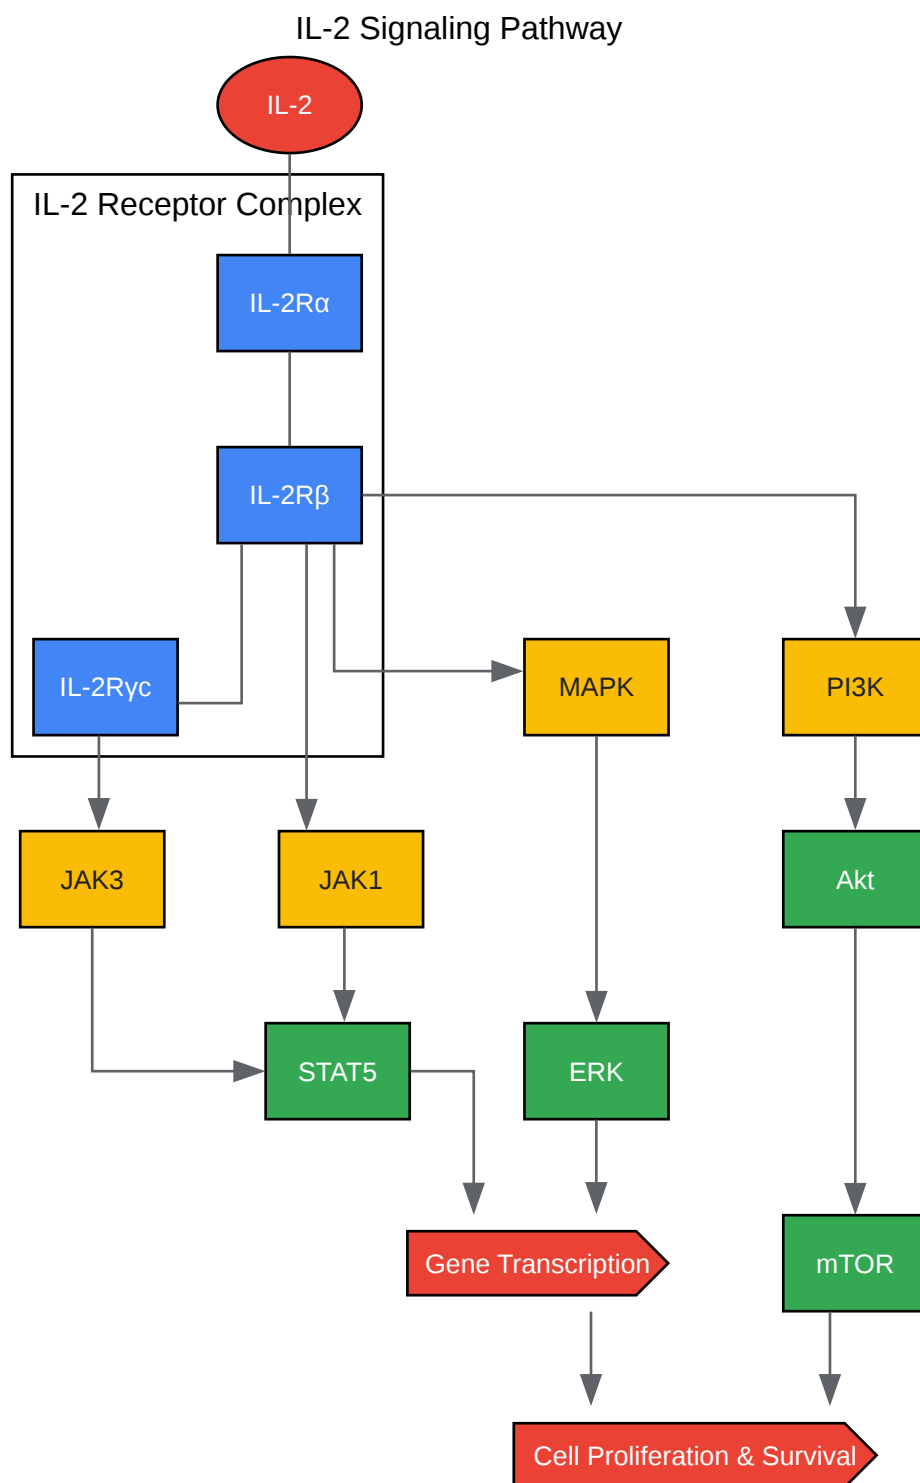 IL-2 Signaling Pathway
IL-2
IL-2 Receptor Complex
IL-2Rα
IL-2Rβ
IL-2Rγc
MAPK
PI3K
JAK3
JAK1
Akt
STAT5
ERK
Gene Transcription
mTOR
Cell Proliferation & Survival